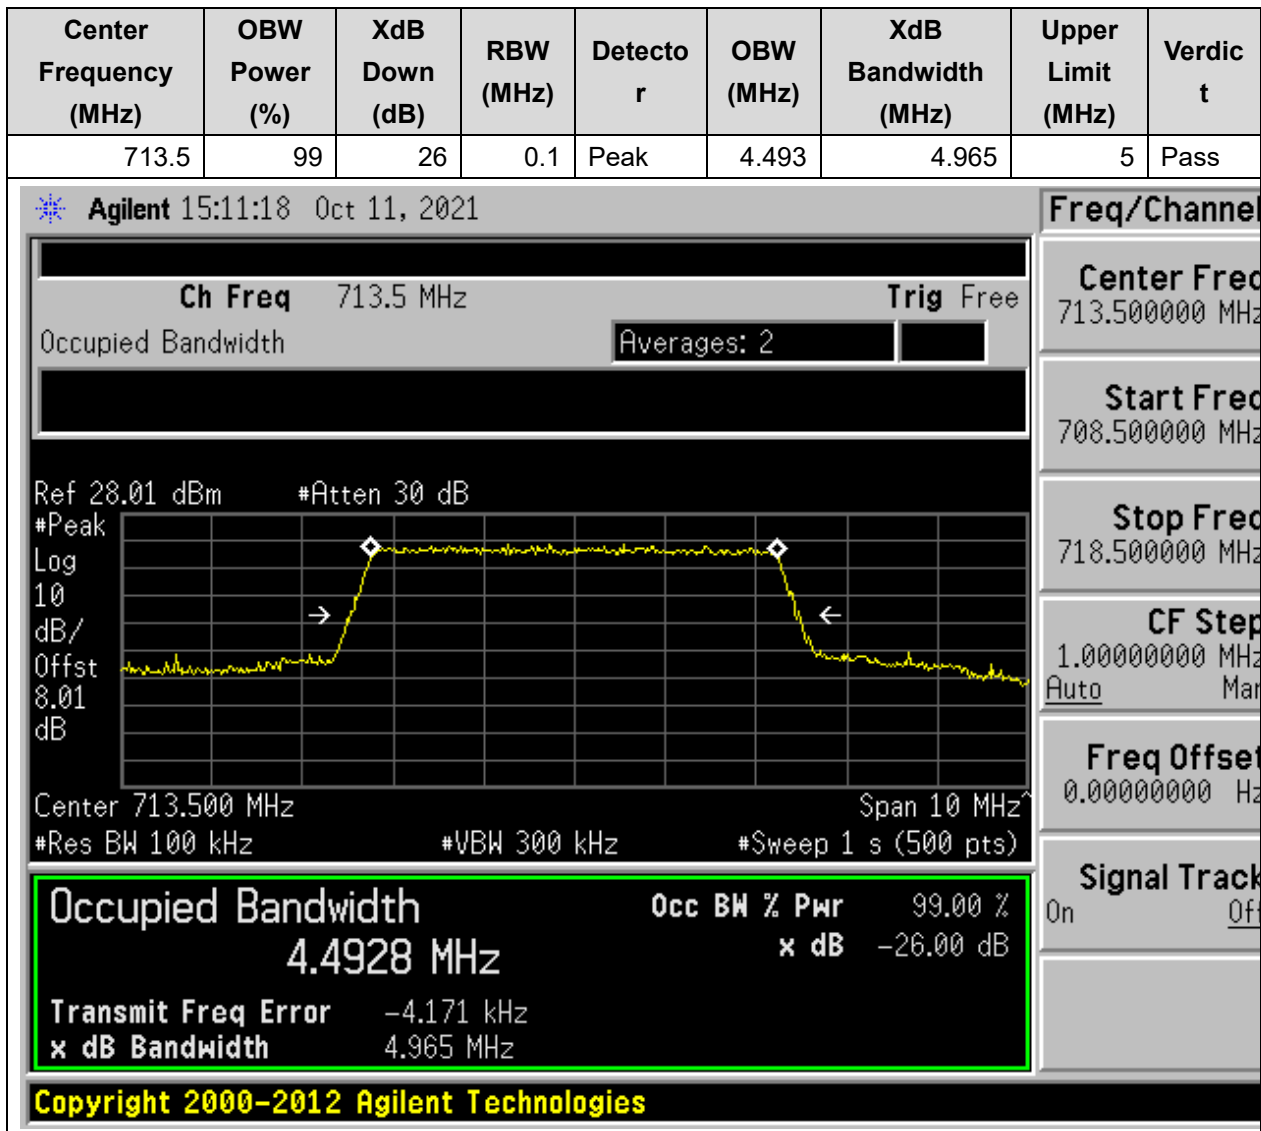 Center Frequency (MHz) OBW Power (%) XdB Down (dB) RBW (MHz) Detector OBW (MHz) XdB Bandwidth (MHz) Upper Limit (MHz) Verdict
713.5 99 26 0.1 Peak 4.493 4.965 5 Pass
Agilent 15:11:18 Oct 11, 2021
Freq/Channel
Ch Freq 713.5 MHz Trig Free
Occupied Bandwidth Averages: 2
Center Freq
713.500000 MHz
Start Freq
708.500000 MHz
Stop Freq
718.500000 MHz
CF Step
1.00000000 MHz
Auto Man
Freq Offset
0.00000000 Hz
Signal Track
On Off
Ref 28.01 dBm #Atten 30 dB
#Peak
Log
10
dB/
Offst
8.01
dB
Center 713.500 MHz Span 10 MHz^
#Res BW 100 kHz #VBW 300 kHz #Sweep 1 s (500 pts)
Occupied Bandwidth
4.4928 MHz
Occ BW % Pwr 99.00 %
x dB -26.00 dB
Transmit Freq Error -4.171 kHz
x dB Bandwidth 4.965 MHz
Copyright 2000-2012 Agilent Technologies